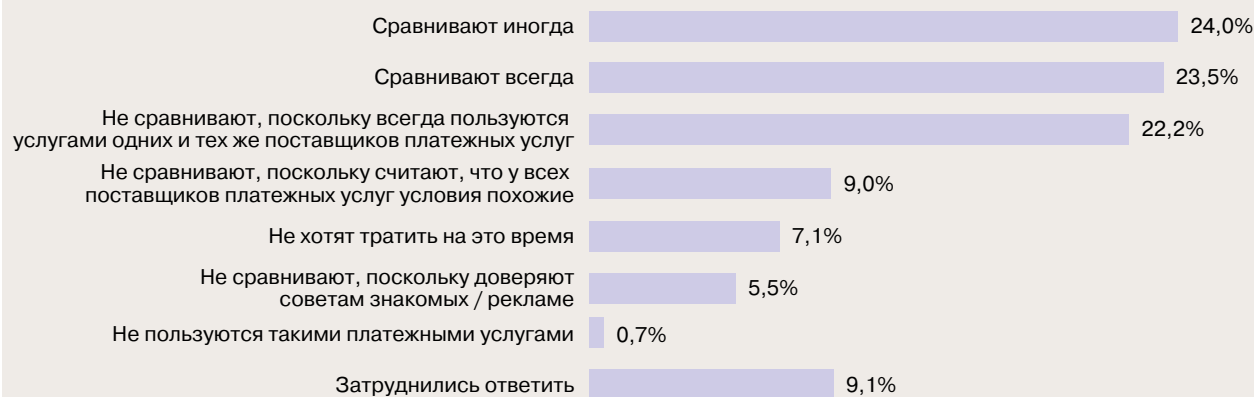 Сравнивают иногда 24,0%
Сравнивают всегда 23,5%
Не сравнивают, поскольку всегда пользуются
услугами одних и тех же поставщиков платежных услуг 22,2%
Не сравнивают, поскольку считают, что у всех
поставщиков платежных услуг условия похожие 9,0%
Не хотят тратить на это время 7,1%
Не сравнивают, поскольку доверяют
советам знакомых / рекламе 5,5%
Не пользуются такими платежными услугами 0,7%
Затруднились ответить 9,1%